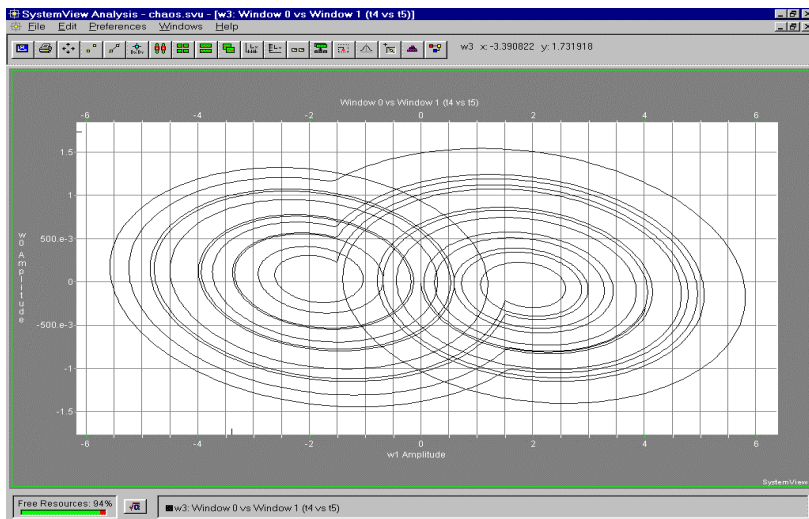 SystemView Analysis - chaos.svu - [w3: Window 0 vs Window 1 (t4 vs t5)]
File Edit Preferences Windows Help
w3 x: -3.390822 y: 1.731918
Window 0 vs Window 1 (t4 vs t5)
-6 -4 -2 0 2 4 6
1.5
1
500.e-3
0
-500.e-3
-1
-1.5
w0 Amplitude
-6 -4 -2 0 2 4 6
w1 Amplitude
SystemView
Free Resources: 94%
√α
w3: Window 0 vs Window 1 (t4 vs t5)